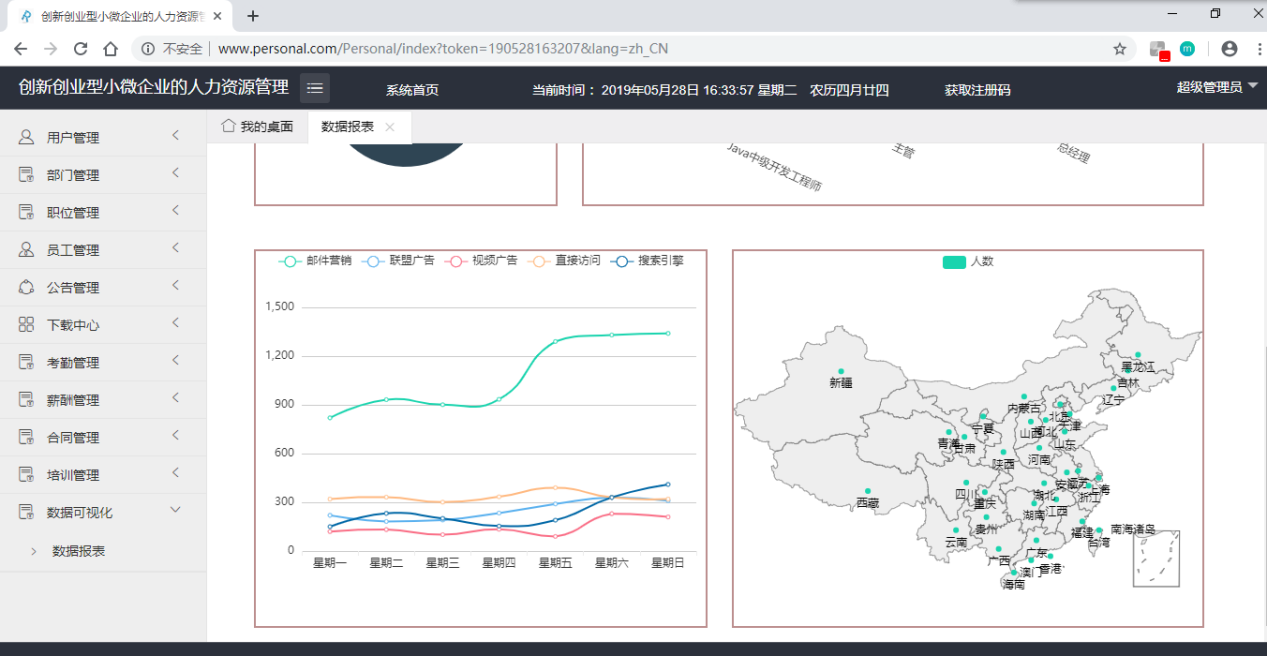 创新创业型小微企业的人力资源管
不安全 www.personal.com/Personal/index?token=190528163207&lang=zh_CN
创新创业型小微企业的人力资源管理
系统首页
当前时间： 2019年05月28日 16:33:57 星期二 农历四月廿四
获取注册码
超级管理员
用户管理
部门管理
职位管理
员工管理
公告管理
下载中心
考勤管理
薪酬管理
合同管理
培训管理
数据可视化
数据报表
我的桌面
数据报表
Java中级开发工程师
主管
总经理
邮件营销 联盟广告 视频广告 直接访问 搜索引擎
1,500
1,200
900
600
300
0
星期一 星期二 星期三 星期四 星期五 星期六 星期日
人数
黑龙江
吉林
新疆
辽宁
内蒙古
北京
天津
宁夏
山西
河北
青海
甘肃
山东
河南
陕西
安徽
江苏
上海
四川
重庆
湖北
浙江
西藏
湖南
江西
贵州
福建
南海诸岛
云南
台湾
广东
广西
香港
澳门
海南